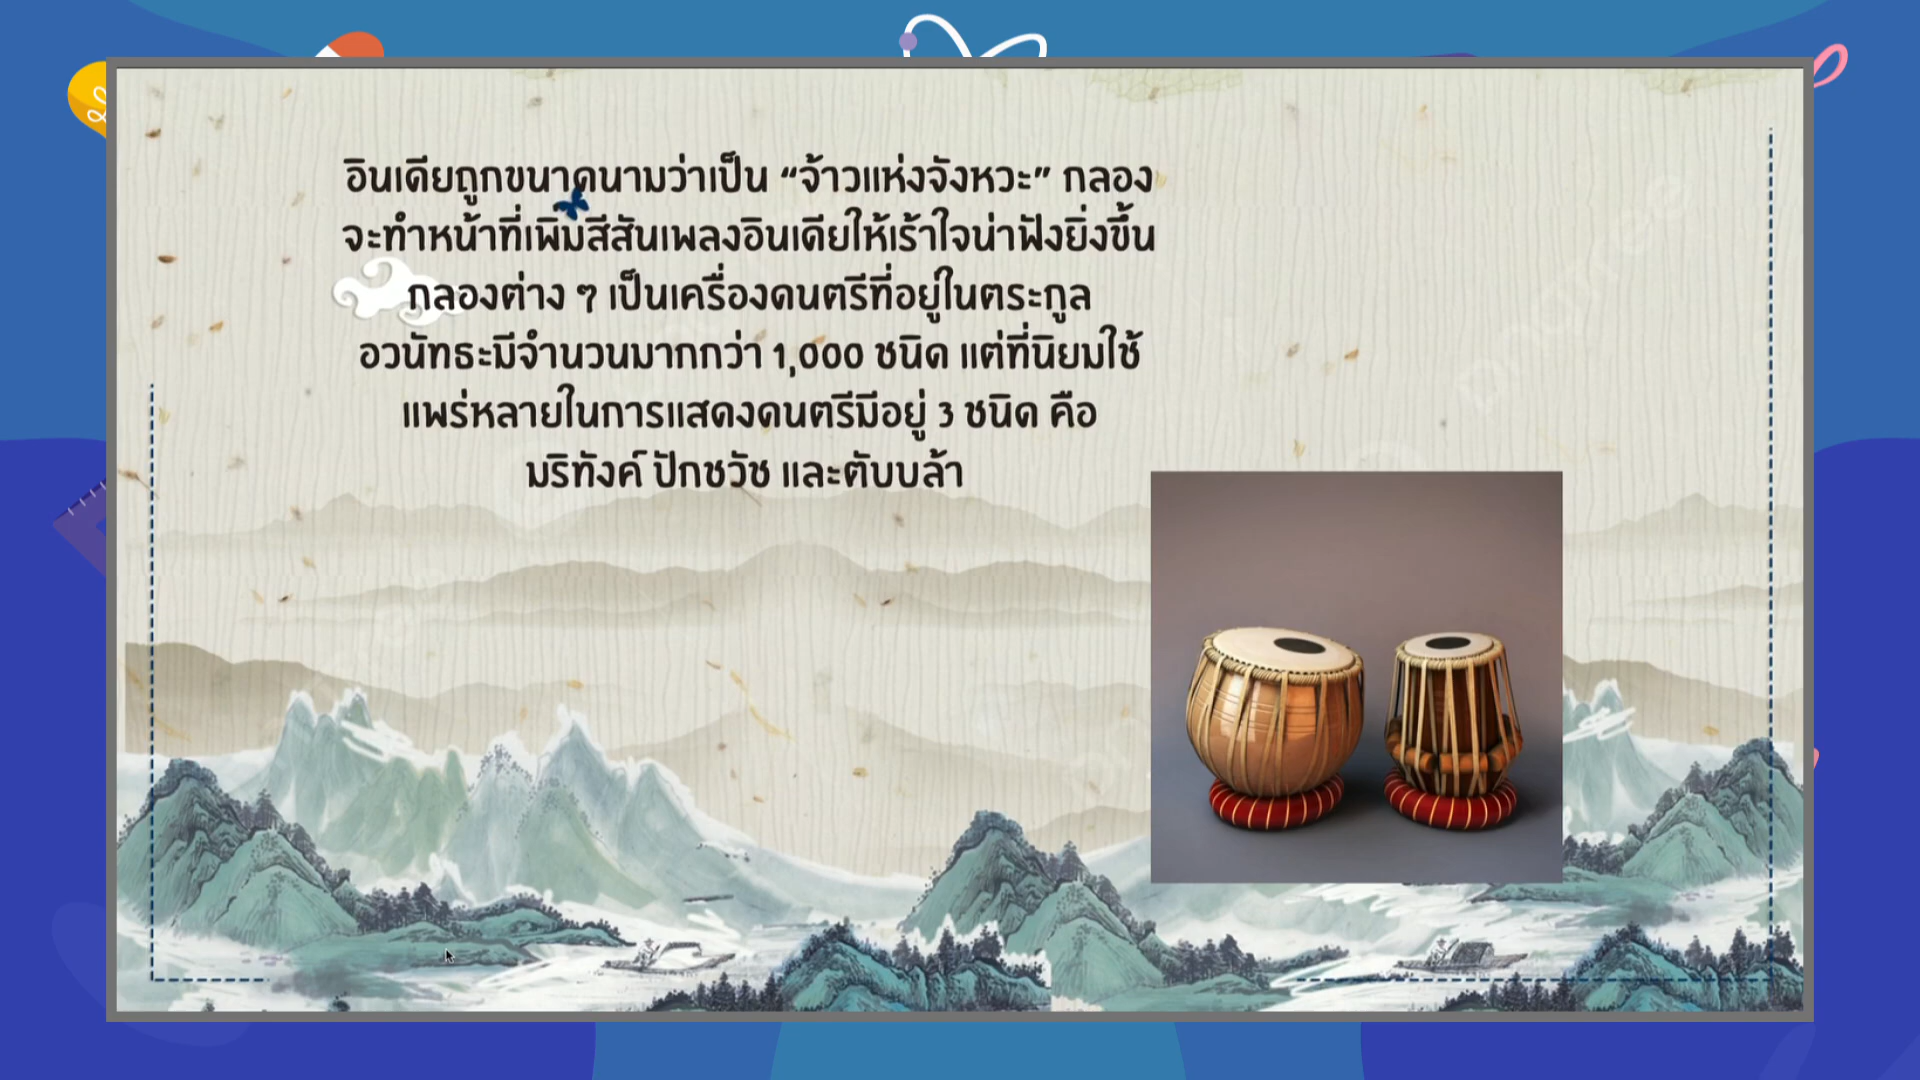 อินเดียถูกขนาดนามว่าเป็น “จ้าวแห่งจังหวะ” กลอง
จะทำหน้าที่เพิ่มสีสันเพลงอินเดียให้เร้าใจน่าฟังยิ่งขึ้น
กลองต่าง ๆ เป็นเครื่องดนตรีที่อยู่ในตระกูล
อวนัทธะมีจำนวนมากกว่า 1,000 ชนิด แต่ที่นิยมใช้
แพร่หลายในการแสดงดนตรีมีอยู่ 3 ชนิด คือ
มริทังค์ ปักชวัช และตับบล้า